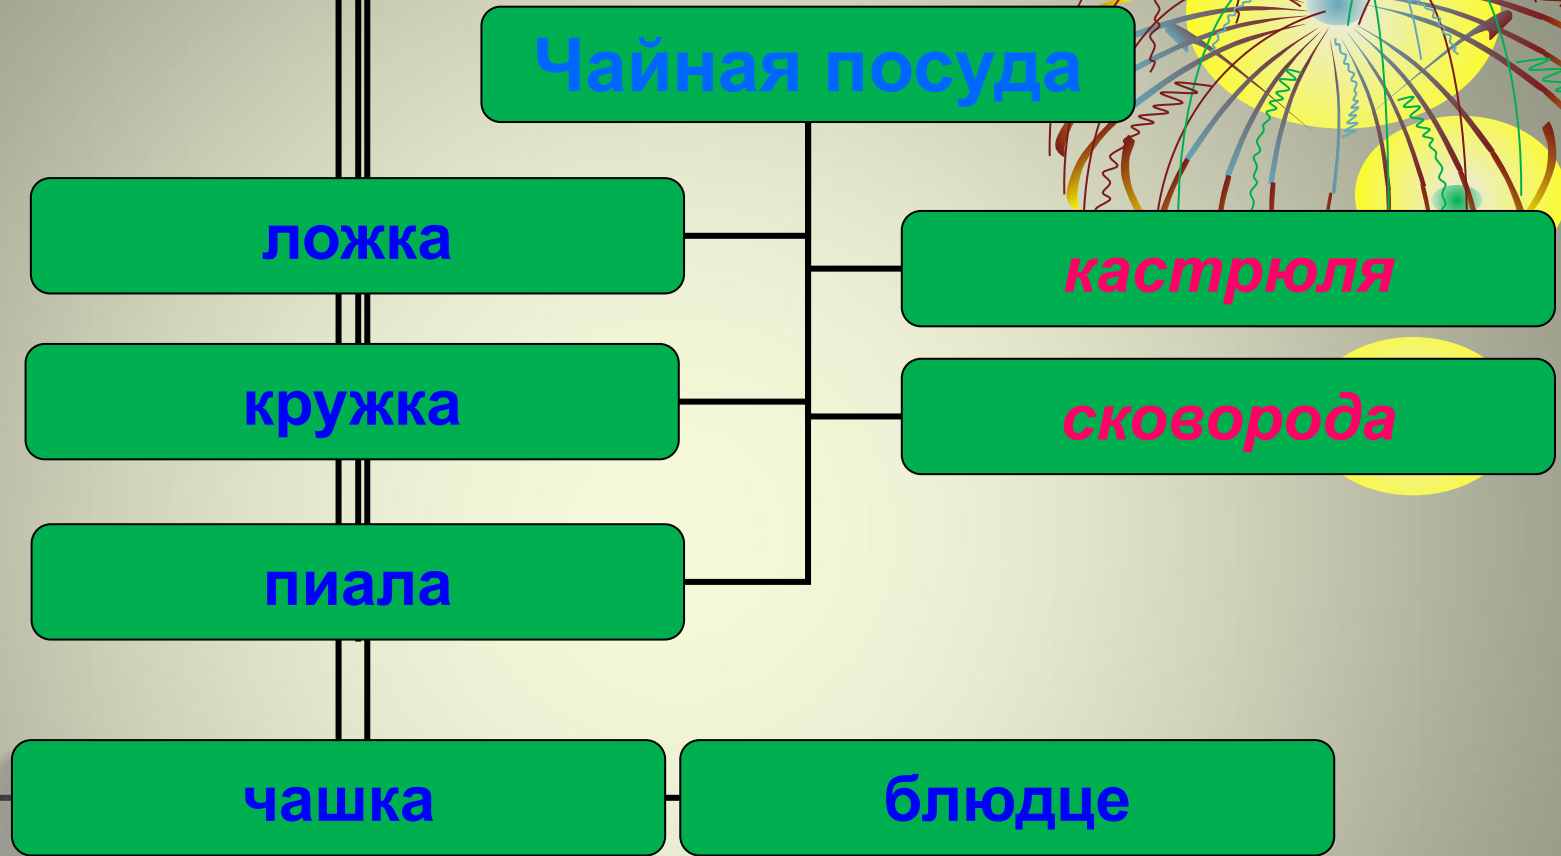 Чайная посуда
ложка
кастрюля
кружка
сковорода
пиала
чашка
блюдце